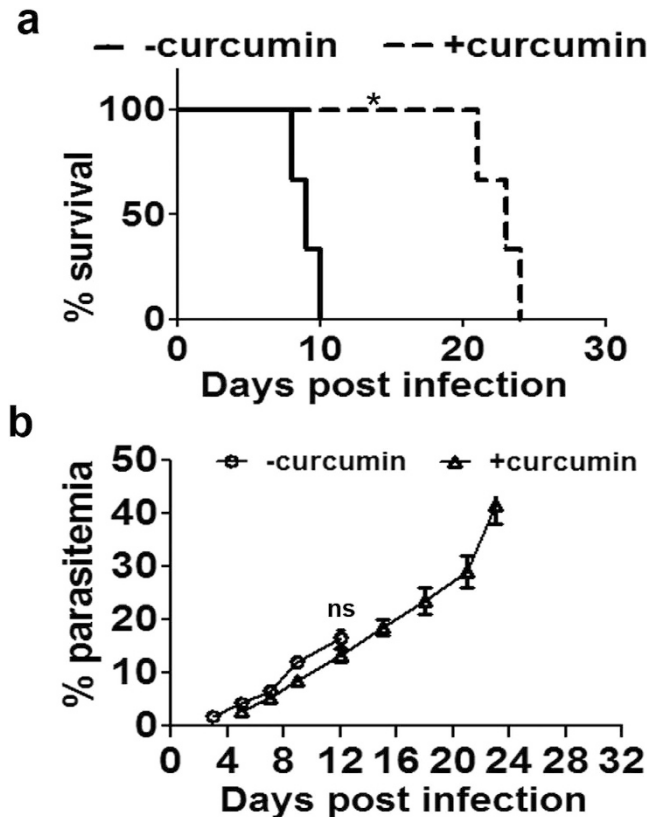 a
-curcumin +curcumin
*
100
50
0
% survival
0 10 20 30
Days post infection
b
-curcumin +curcumin
50
40
30
ns
20
10
0
% parasitemia
0 4 8 12 16 20 24 28 32
Days post infection